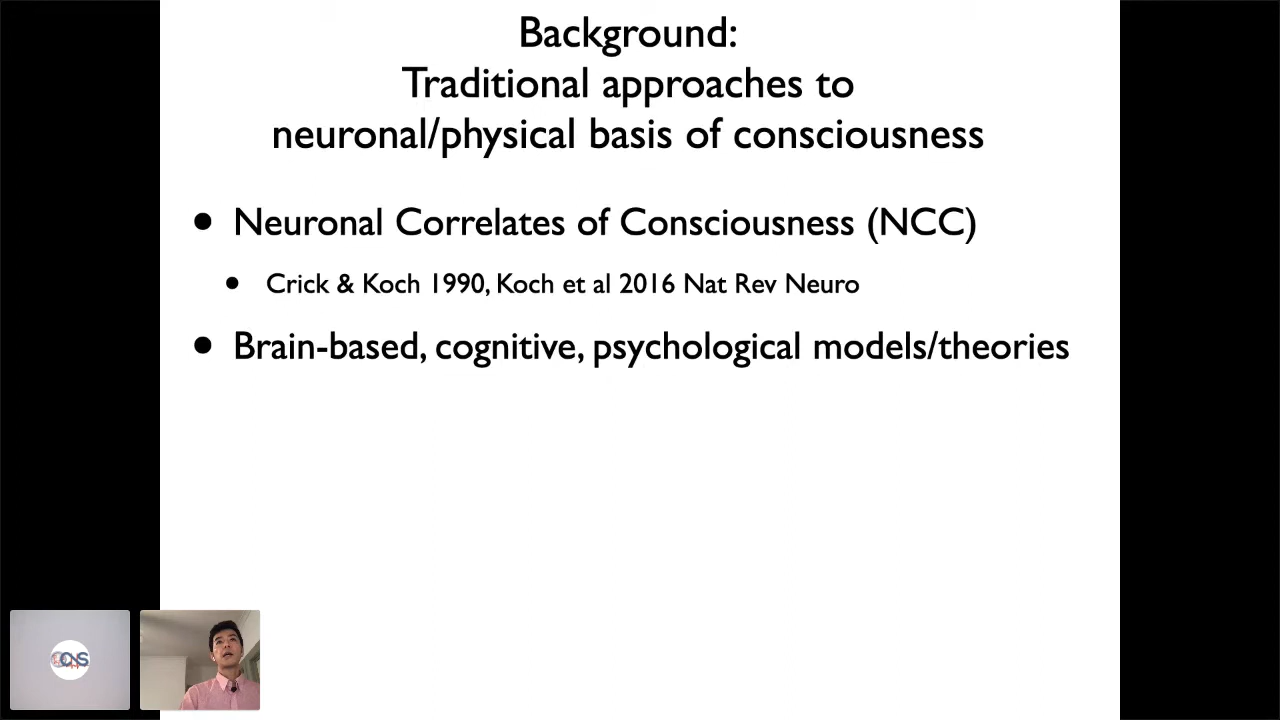 Background:
Traditional approaches to
neuronal/physical basis of consciousness
• Neuronal Correlates of Consciousness (NCC)
• Crick & Koch 1990, Koch et al 2016 Nat Rev Neuro
• Brain-based, cognitive, psychological models/theories